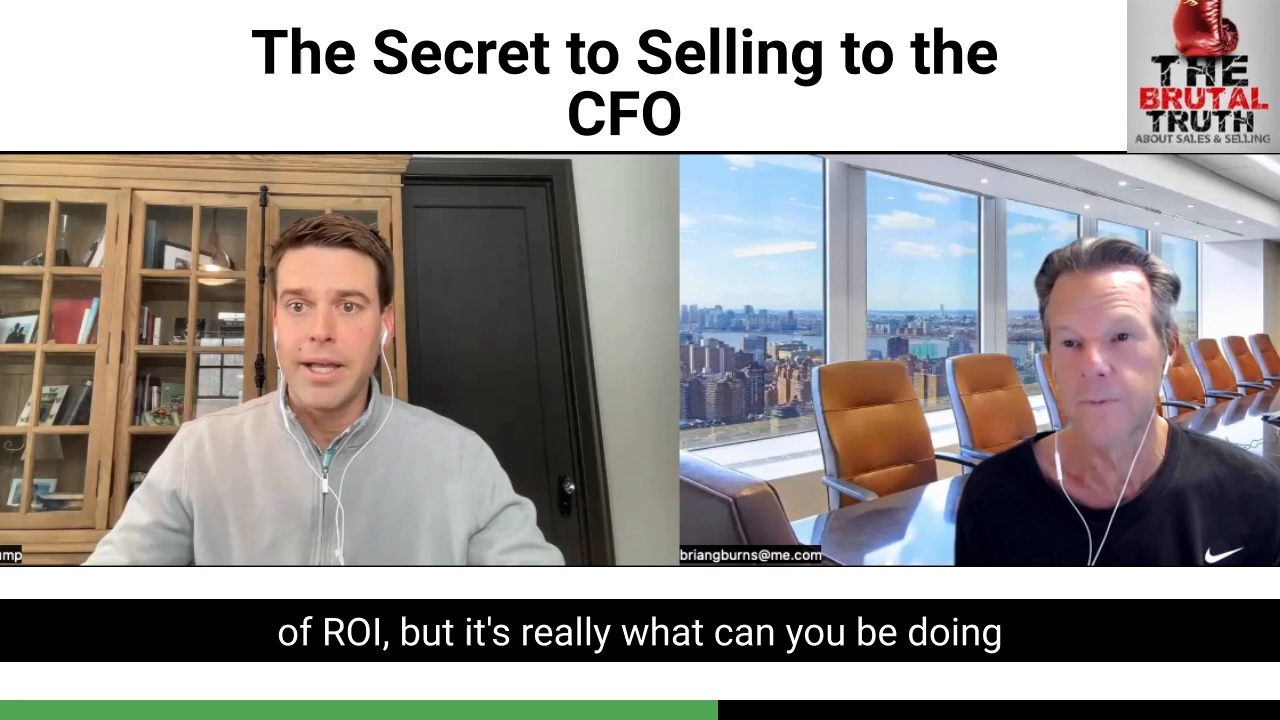 The Secret to Selling to the
CFO
THE
BRUTAL
TRUTH
ABOUT SALES & SELLING
ump
briangburns@me.com
of ROI, but it's really what can you be doing